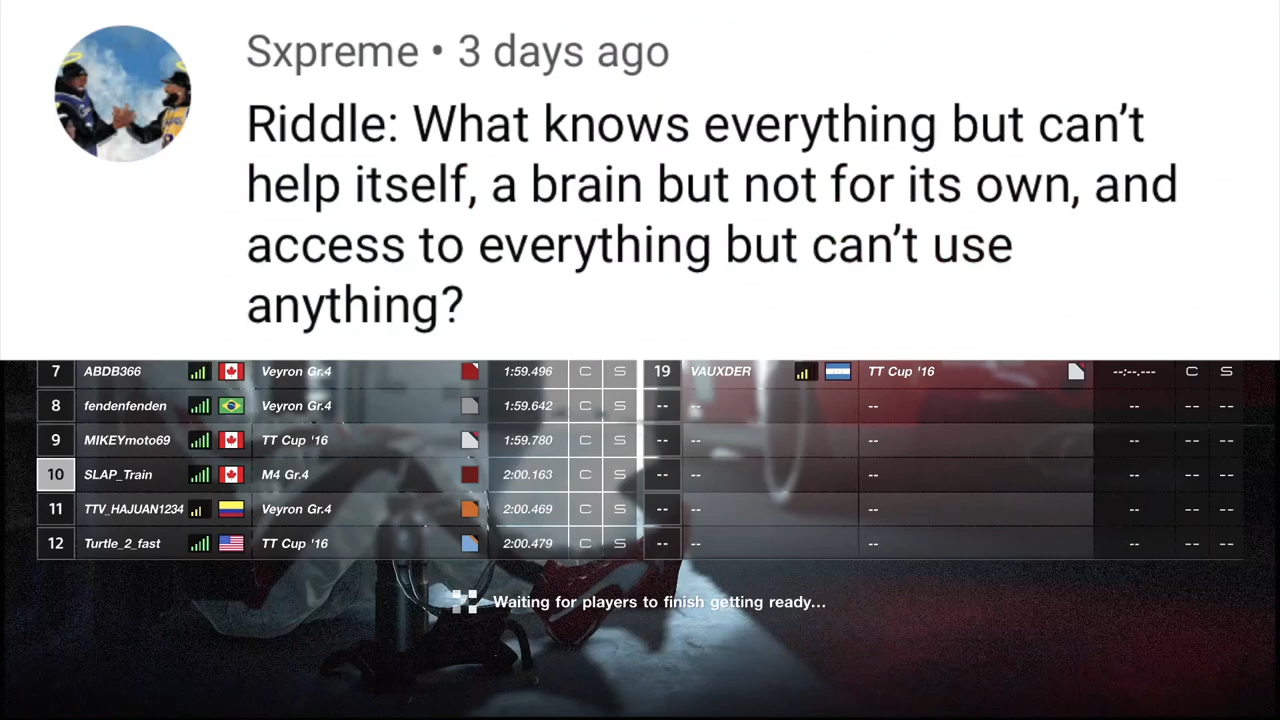 Sxpreme • 3 days ago
Riddle: What knows everything but can’t
help itself, a brain but not for its own, and
access to everything but can’t use
anything?
7 ABDB366 Veyron Gr.4 1:59.496 C S 19 VAUXDER TT Cup '16 --:--.--- C S
8 fendenfenden Veyron Gr.4 1:59.642 C S -- -- -- -- -- --
9 MIKEYmoto69 TT Cup '16 1:59.780 C S -- -- -- -- -- --
10 SLAP_Train M4 Gr.4 2:00.163 C S -- -- -- -- -- --
11 TTV_HAJUAN1234 Veyron Gr.4 2:00.469 C S -- -- -- -- -- --
12 Turtle_2_fast TT Cup '16 2:00.479 C S -- -- -- -- -- --
Waiting for players to finish getting ready...